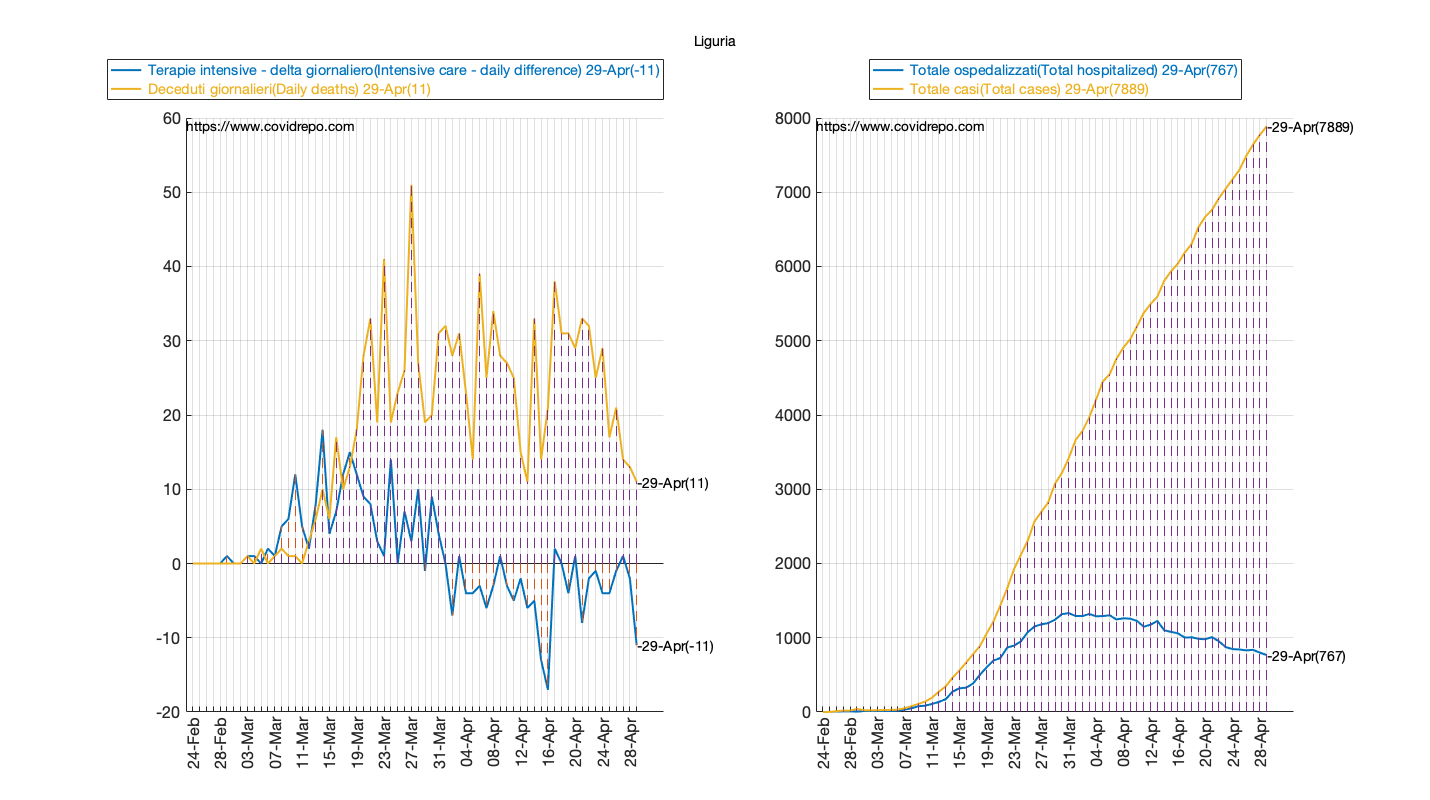 Liguria
Terapie intensive - delta giornaliero(Intensive care - daily difference) 29-Apr(-11)
Deceduti giornalieri(Daily deaths) 29-Apr(11)
60
https://www.covidrepo.com
50
40
30
20
10
0
-10
-20
-29-Apr(11)
-29-Apr(-11)
24-Feb
28-Feb
03-Mar
07-Mar
11-Mar
15-Mar
19-Mar
23-Mar
27-Mar
31-Mar
04-Apr
08-Apr
12-Apr
16-Apr
20-Apr
24-Apr
28-Apr
Totale ospedalizzati(Total hospitalized) 29-Apr(767)
Totale casi(Total cases) 29-Apr(7889)
8000
https://www.covidrepo.com
7000
6000
5000
4000
3000
2000
1000
0
-29-Apr(7889)
-29-Apr(767)
24-Feb
28-Feb
03-Mar
07-Mar
11-Mar
15-Mar
19-Mar
23-Mar
27-Mar
31-Mar
04-Apr
08-Apr
12-Apr
16-Apr
20-Apr
24-Apr
28-Apr